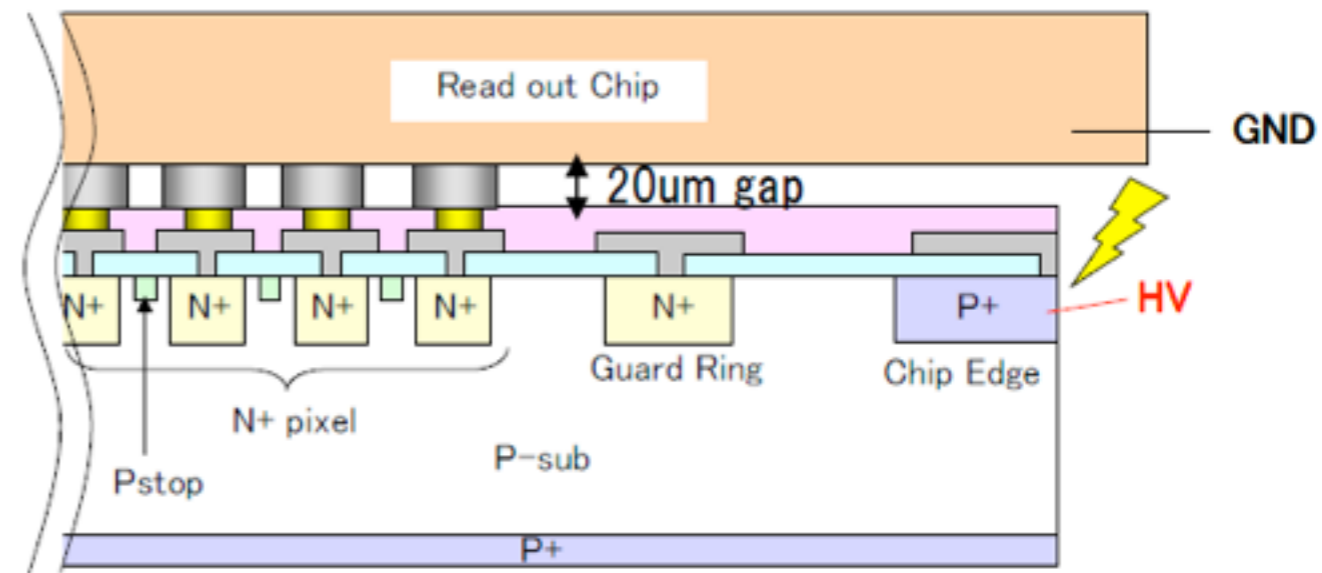 Read out Chip
GND
20um gap
N+ N+ N+ N+ N+ P+
HV
Guard Ring
Chip Edge
N+ pixel
P-sub
Pstop
P+